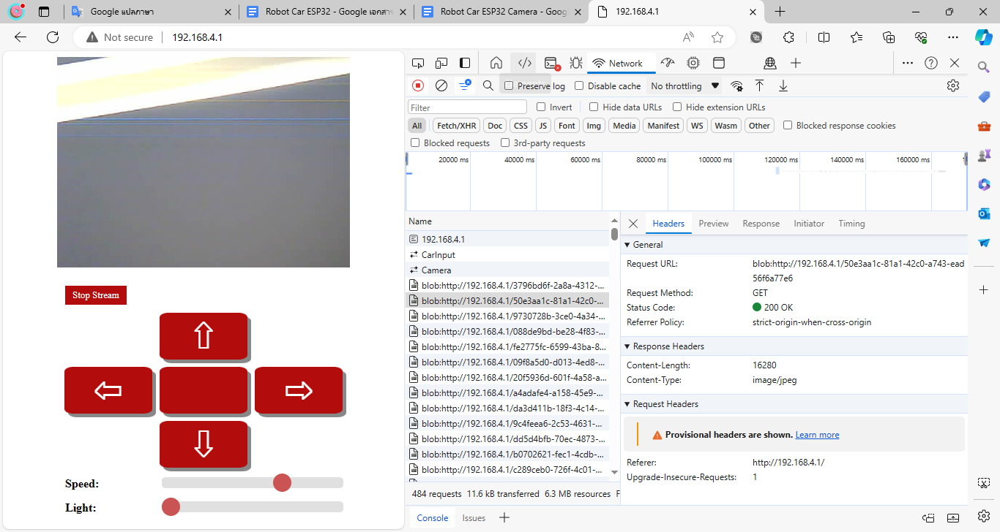 Google แปลภาษา
Robot Car ESP32 - Google เอกสาร
Robot Car ESP32 Camera - Goog
192.168.4.1
Not secure
192.168.4.1
Network
Preserve log
Disable cache
No throttling
Filter
Invert
Hide data URLs
Hide extension URLs
All
Fetch/XHR
Doc
CSS
JS
Font
Img
Media
Manifest
WS
Wasm
Other
Blocked response cookies
Blocked requests
3rd-party requests
20000 ms
40000 ms
60000 ms
80000 ms
100000 ms
120000 ms
140000 ms
160000 ms
Name
192.168.4.1
CarInput
Camera
blob:http://192.168.4.1/3796bd6f-2a8a-4312-...
blob:http://192.168.4.1/50e3aa1c-81a1-42c0-...
blob:http://192.168.4.1/9730728b-3ce0-4a34-...
blob:http://192.168.4.1/088de9bd-be28-4f83-...
blob:http://192.168.4.1/fe2775fc-6599-43ba-8...
blob:http://192.168.4.1/09f8a5d0-d013-4ed8-...
blob:http://192.168.4.1/20f5936d-601f-4a58-a...
blob:http://192.168.4.1/a4adafe4-a158-45e9-...
blob:http://192.168.4.1/da3d411b-18f3-4c14-...
blob:http://192.168.4.1/9c4feea6-2c53-4631-...
blob:http://192.168.4.1/dd5d4bfb-70ec-4873-...
blob:http://192.168.4.1/b0702621-fec1-4cdb-...
blob:http://192.168.4.1/c289ceb0-726f-4c01-...
484 requests
11.6 kB transferred
6.3 MB resources
F
Headers
Preview
Response
Initiator
Timing
General
Request URL:
blob:http://192.168.4.1/50e3aa1c-81a1-42c0-a743-ead
56f6a77e6
Request Method:
GET
Status Code:
200 OK
Referrer Policy:
strict-origin-when-cross-origin
Response Headers
Content-Length:
16280
Content-Type:
image/jpeg
Request Headers
Provisional headers are shown. Learn more
Referer:
http://192.168.4.1/
Upgrade-Insecure-Requests:
1
Console
Issues
Stop Stream
Speed:
Light: